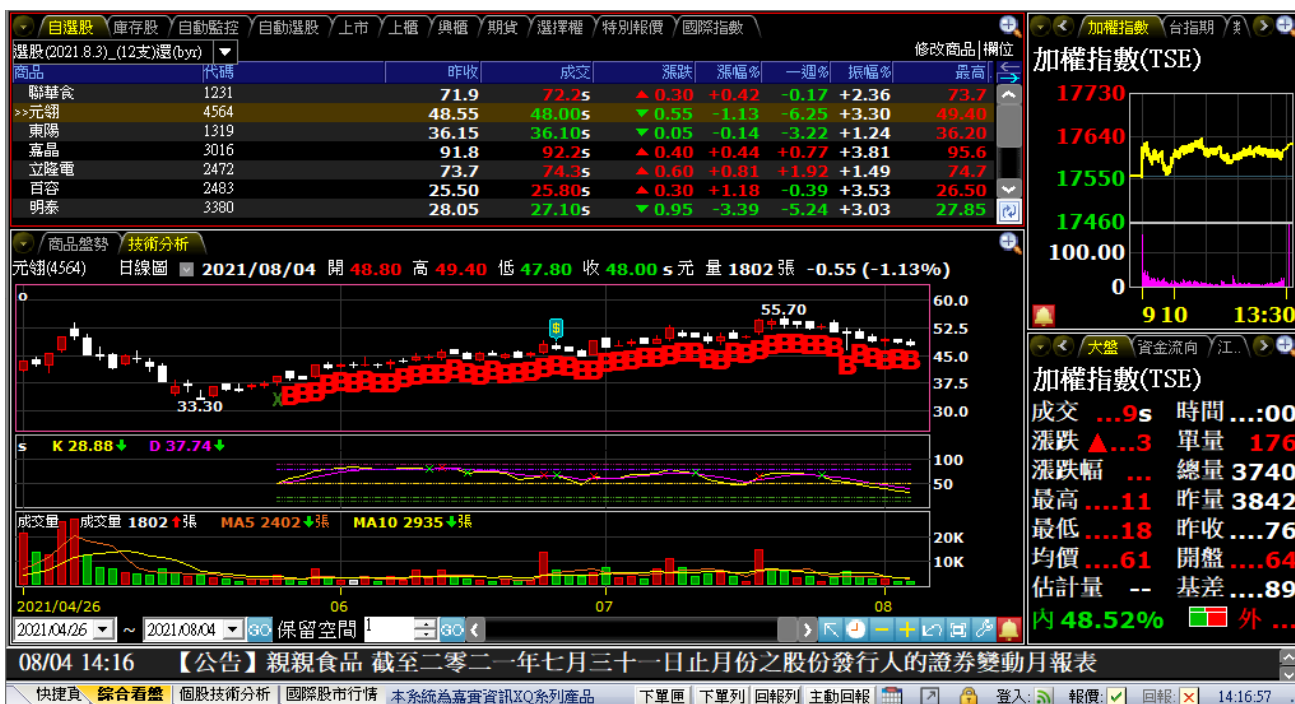 自選股 庫存股 自動監控 自動選股 上市 上櫃 興櫃 期貨 選擇權 特別報價 國際指數
選股(2021.8.3)_(12支)還(byr) 修改商品 欄位
商品 代碼 昨收 成交 漲跌 漲幅% 一週% 振幅% 最高
聯華食 1231 71.9 72.2s ▲ 0.30 +0.42 -0.17 +2.36 73.7
>>元翎 4564 48.55 48.00s ▼ 0.55 -1.13 -6.25 +3.30 49.40
東陽 1319 36.15 36.10s ▼ 0.05 -0.14 -3.22 +1.24 36.20
嘉晶 3016 91.8 92.2s ▲ 0.40 +0.44 +0.77 +3.81 95.6
立隆電 2472 73.7 74.3s ▲ 0.60 +0.81 +1.92 +1.49 74.7
百容 2483 25.50 25.80s ▲ 0.30 +1.18 -0.39 +3.53 26.50
明泰 3380 28.05 27.10s ▼ 0.95 -3.39 -5.24 +3.03 27.85
商品盤勢 技術分析
元翎(4564) 日線圖 2021/08/04 開 48.80 高 49.40 低 47.80 收 48.00 s 元 量 1802 張 -0.55 (-1.13%)
o
55.70
33.30
60.0
52.5
45.0
37.5
30.0
s K 28.88 D 37.74
100
50
成交量 成交量 1802 張 MA5 2402 張 MA10 2935 張
20K
10K
2021/04/26 06 07 08
2021/04/26 ~ 2021/08/04 GO 保留空間 1 GO
加權指數 台指期
加權指數(TSE)
17730
17640
17550
17460
100.00
0
9 10 13:30
大盤 資金流向 江..
加權指數(TSE)
成交 ...9s 時間 ...:00
漲跌 ▲...3 單量 176
漲跌幅 ... 總量 3740
最高 ....11 昨量 3842
最低 ....18 昨收 ....76
均價 ....61 開盤 ....64
估計量 -- 基差 ....89
內 48.52% 外 ...
08/04 14:16 【公告】親親食品 截至二零二一年七月三十一日止月份之股份發行人的證券變動月報表
快捷頁 綜合看盤 個股技術分析 國際股市行情 本系統為嘉實資訊XQ系列產品 下單匣 下單列 回報列 主動回報 登入: 報價: 回報: 14:16:57